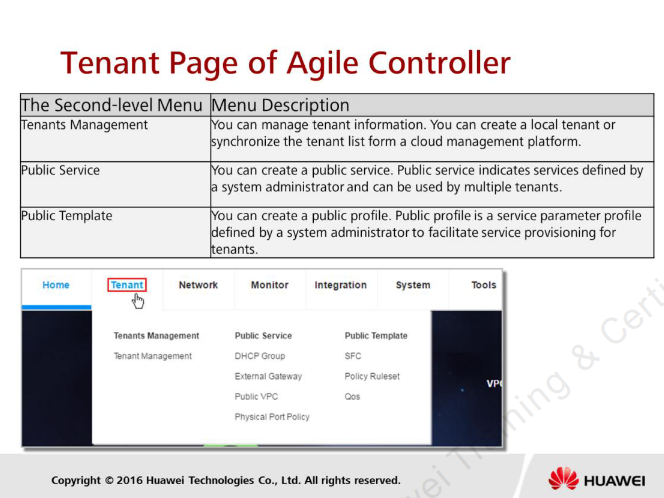 Tenant Page of Agile Controller
The Second-level Menu Menu Description
Tenants Management You can manage tenant information. You can create a local tenant or
synchronize the tenant list form a cloud management platform.
Public Service You can create a public service. Public service indicates services defined by
a system administrator and can be used by multiple tenants.
Public Template You can create a public profile. Public profile is a service parameter profile
defined by a system administrator to facilitate service provisioning for
tenants.
Home Tenant Network Monitor Integration System Tools
Tenants Management Public Service Public Template
Tenant Management DHCP Group SFC
External Gateway Policy Ruleset
Public VPC Qos
Physical Port Policy
Copyright © 2016 Huawei Technologies Co., Ltd. All rights reserved.
HUAWEI